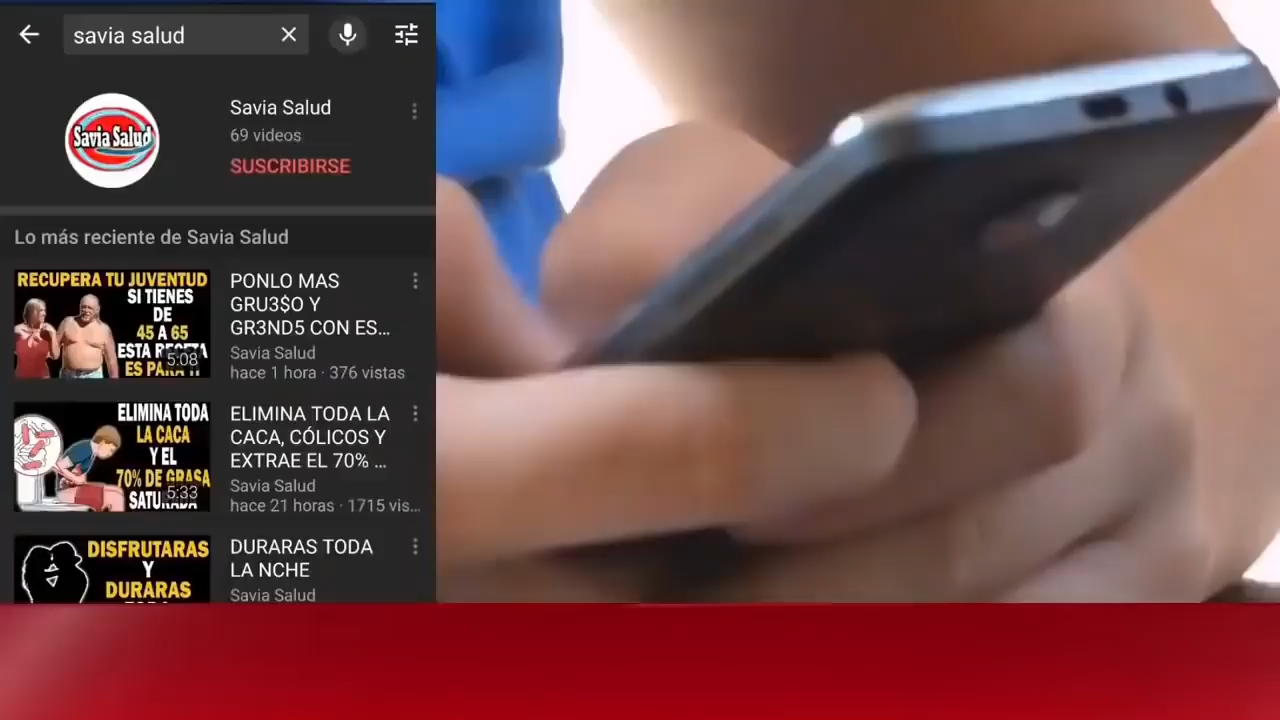 savia salud
Savia Salud
Savia Salud
69 videos
SUSCRIBIRSE
Lo más reciente de Savia Salud
RECUPERA TU JUVENTUD
SI TIENES
DE
45 A 65
ESTA RECETA
ES PARA TI
5:08
PONLO MAS
GRU3$O Y
GR3ND5 CON ES...
Savia Salud
hace 1 hora · 376 vistas
ELIMINA TODA
LA CACA
Y EL
70% DE GRASA
SATURADA
5:33
ELIMINA TODA LA
CACA, CÓLICOS Y
EXTRAE EL 70% ...
Savia Salud
hace 21 horas · 1715 vis...
DISFRUTARAS
Y
DURARAS
DURARAS TODA
LA NCHE
Savia Salud